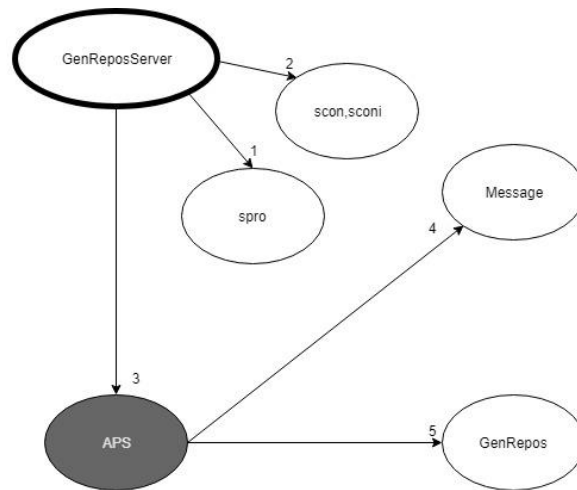 GenReposServer
2
scon,sconi
1
spro
Message
4
3
APS
5
GenRepos